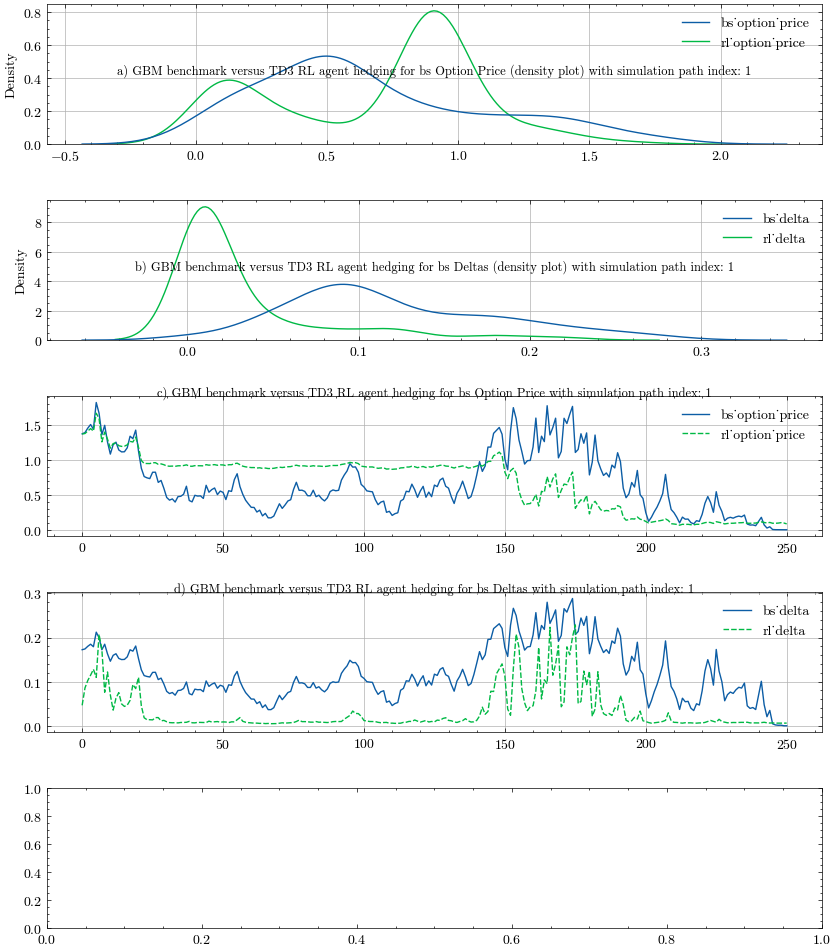 bs˙option˙price
rl˙option˙price
a) GBM benchmark versus TD3 RL agent hedging for bs Option Price (density plot) with simulation path index: 1
Density
0.8
0.6
0.4
0.2
0.0
−0.5 0.0 0.5 1.0 1.5 2.0
bs˙delta
rl˙delta
b) GBM benchmark versus TD3 RL agent hedging for bs Deltas (density plot) with simulation path index: 1
Density
8
6
4
2
0
0.0 0.1 0.2 0.3
c) GBM benchmark versus TD3 RL agent hedging for bs Option Price with simulation path index: 1
bs˙option˙price
rl˙option˙price
1.5
1.0
0.5
0.0
0 50 100 150 200 250
d) GBM benchmark versus TD3 RL agent hedging for bs Deltas with simulation path index: 1
bs˙delta
rl˙delta
0.3
0.2
0.1
0.0
0 50 100 150 200 250
1.0
0.8
0.6
0.4
0.2
0.0
0.0 0.2 0.4 0.6 0.8 1.0